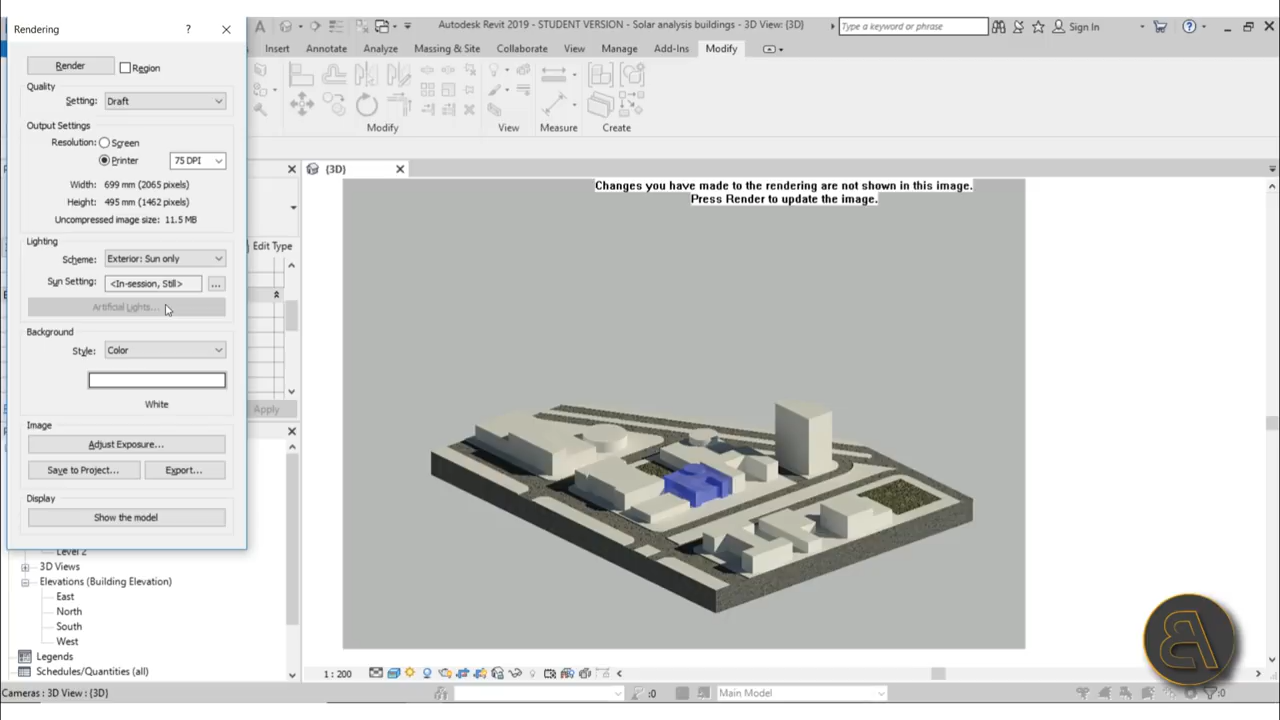 Rendering
?
Autodesk Revit 2019 - STUDENT VERSION - Solar analysis buildings - 3D View: {3D}
Type a keyword or phrase
Sign In
Insert Annotate Analyze Massing & Site Collaborate View Manage Add-Ins Modify
Render
Region
Quality
Setting: Draft
Output Settings
Resolution: Screen
Printer 75 DPI
Width: 699 mm (2065 pixels)
Height: 495 mm (1462 pixels)
Uncompressed image size: 11.5 MB
Lighting
Scheme: Exterior: Sun only
Sun Setting: <In-session, Still> ...
Artificial Lights...
Background
Style: Color
White
Image
Adjust Exposure...
Save to Project... Export...
Display
Show the model
Modify View Measure Create
{3D}
Edit Type
Apply
Changes you have made to the rendering are not shown in this image.
Press Render to update the image.
Level 2
3D Views
Elevations (Building Elevation)
East
North
South
West
Legends
Schedules/Quantities (all)
1 : 200
Cameras : 3D View : {3D}
:0
Main Model
:0